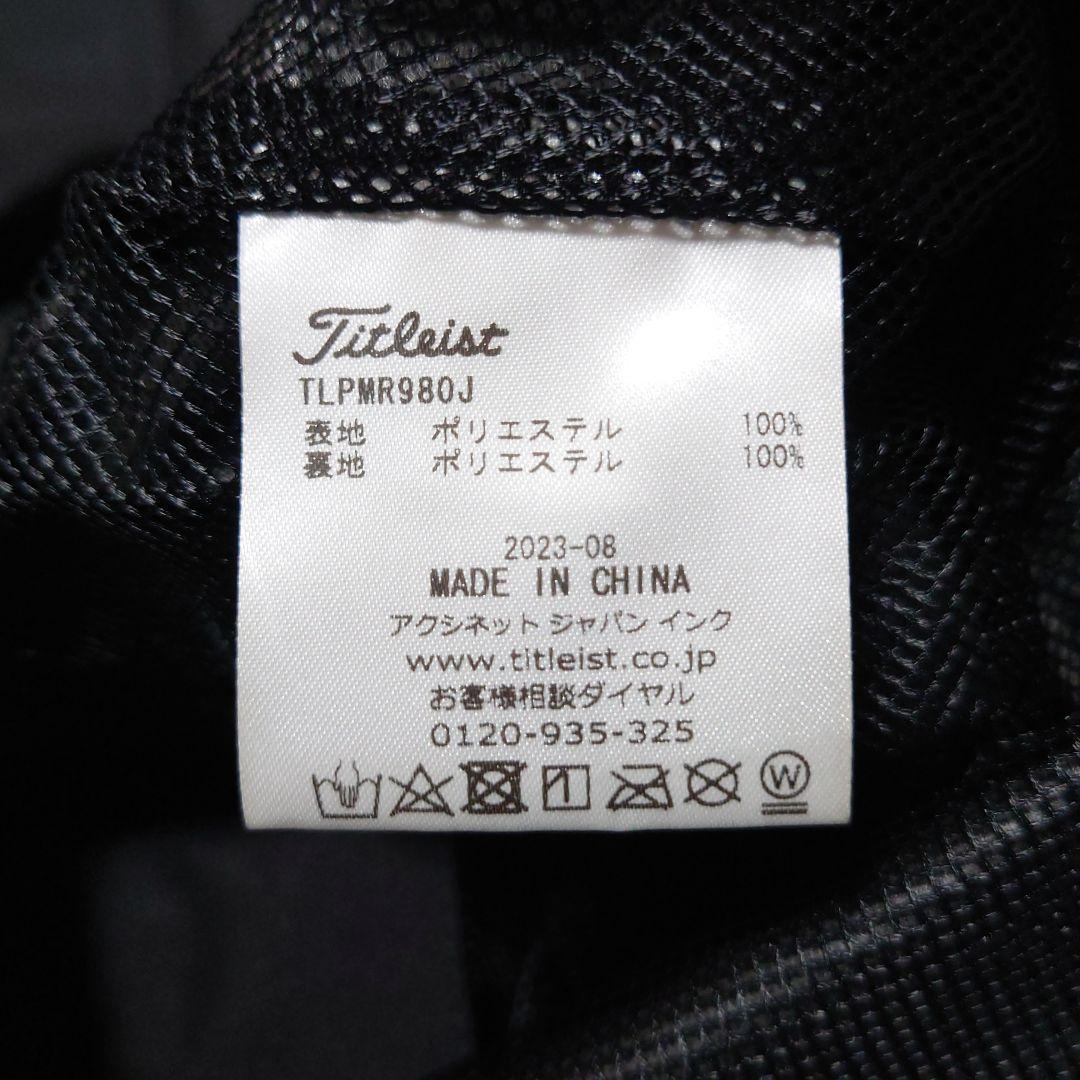 Titleist
TLPMR980J
表地 ポリエステル 100%
裏地 ポリエステル 100%
2023-08
MADE IN CHINA
アクシネット ジャパン インク
www.titleist.co.jp
お客様相談ダイヤル
0120-935-325
W